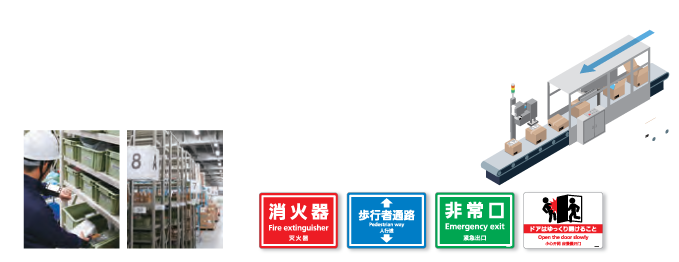 8
消火器
Fire extinguisher
灭火器
歩行者通路
Pedestrian way
人行道
非常口
Emergency exit
紧急出口
ドアはゆっくり開けること
Open the door slowly